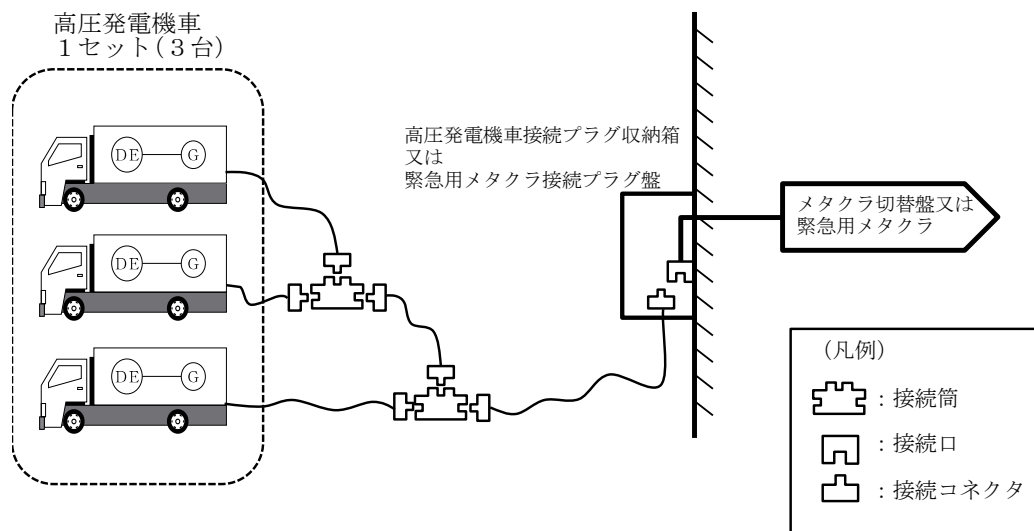 高圧発電機車
１セット(３台)
DE G
DE G
DE G
高圧発電機車接続プラグ収納箱
又は
緊急用メタクラ接続プラグ盤
メタクラ切替盤又は
緊急用メタクラ
(凡例)
：接続筒
：接続口
：接続コネクタ